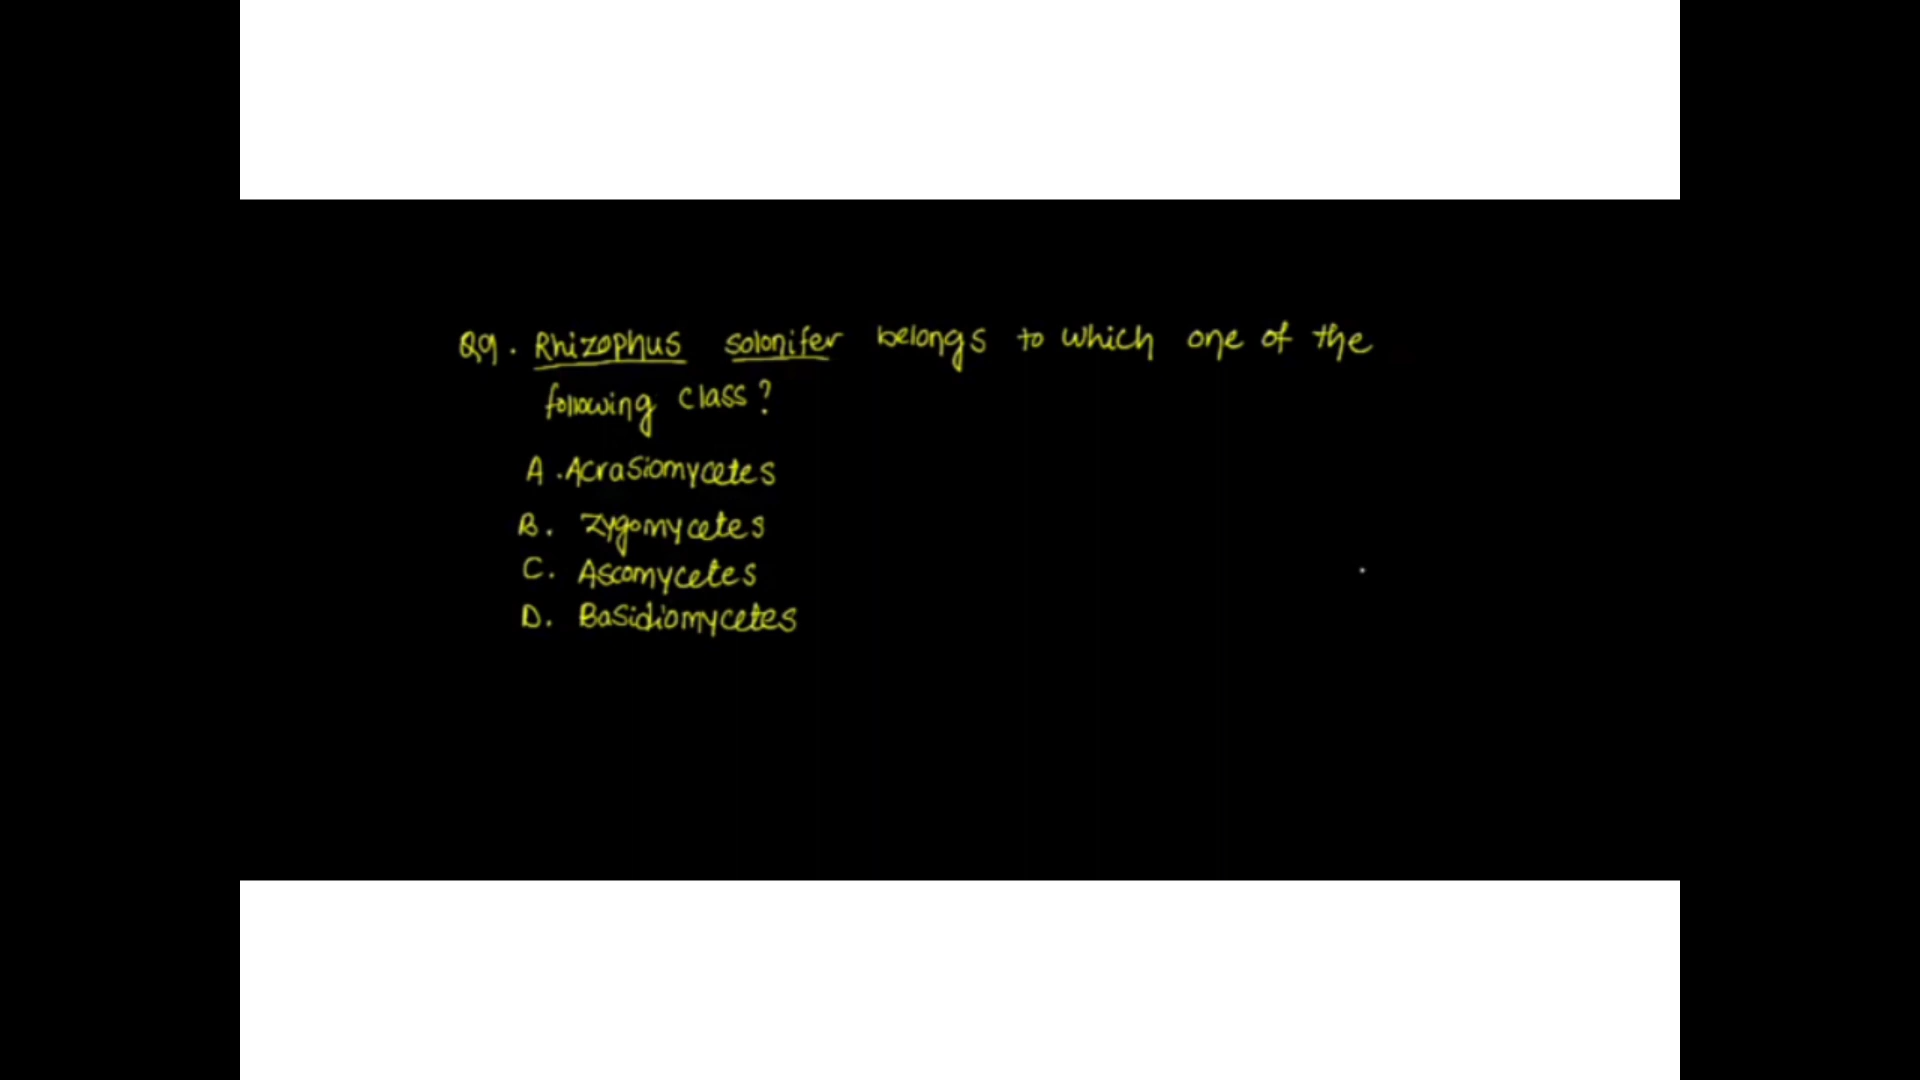 Q9. Rhizophus solonifer belongs to which one of the
following class?
A. Acrasiomycetes
B. Zygomycetes
C. Ascomycetes
D. Basidiomycetes